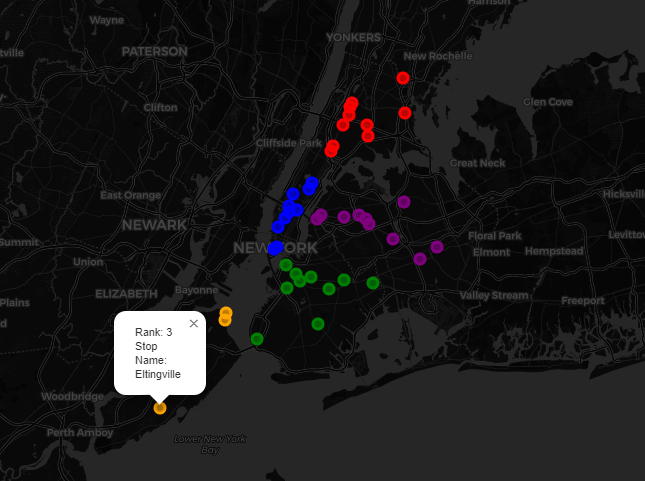 Harrison
Wayne
YONKERS
PATERSON
New Rochelle
Clifton
Glen Cove
Cliffside Park
Great Neck
East Orange
Hicksvill
NEWARK
Floral Park
Levittow
Summit
NEW YORK
Elmont
Hempstead
Union
ELIZABETH
Bayonne
Valley Stream
Freeport
Plains
d
×
Rank: 3
Stop
Name:
Eltingville
Woodbridge
Perth Amboy
Lower New York
Bay